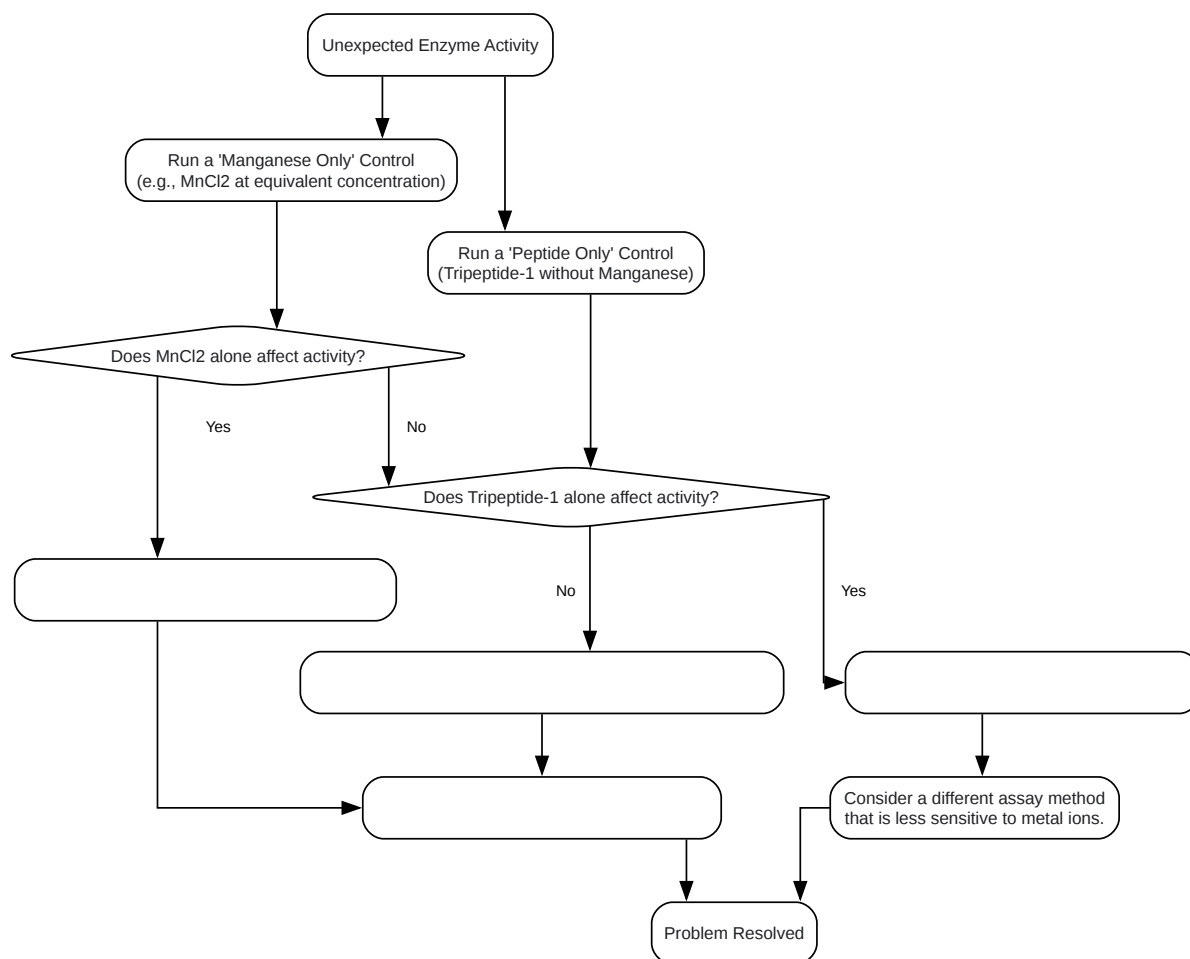 Unexpected Enzyme Activity
Run a 'Manganese Only' Control
(e.g., MnCl2 at equivalent concentration)
Run a 'Peptide Only' Control
(Tripeptide-1 without Manganese)
Does MnCl2 alone affect activity?
Yes
No
Does Tripeptide-1 alone affect activity?
No
Yes
Consider a different assay method
that is less sensitive to metal ions.
Problem Resolved